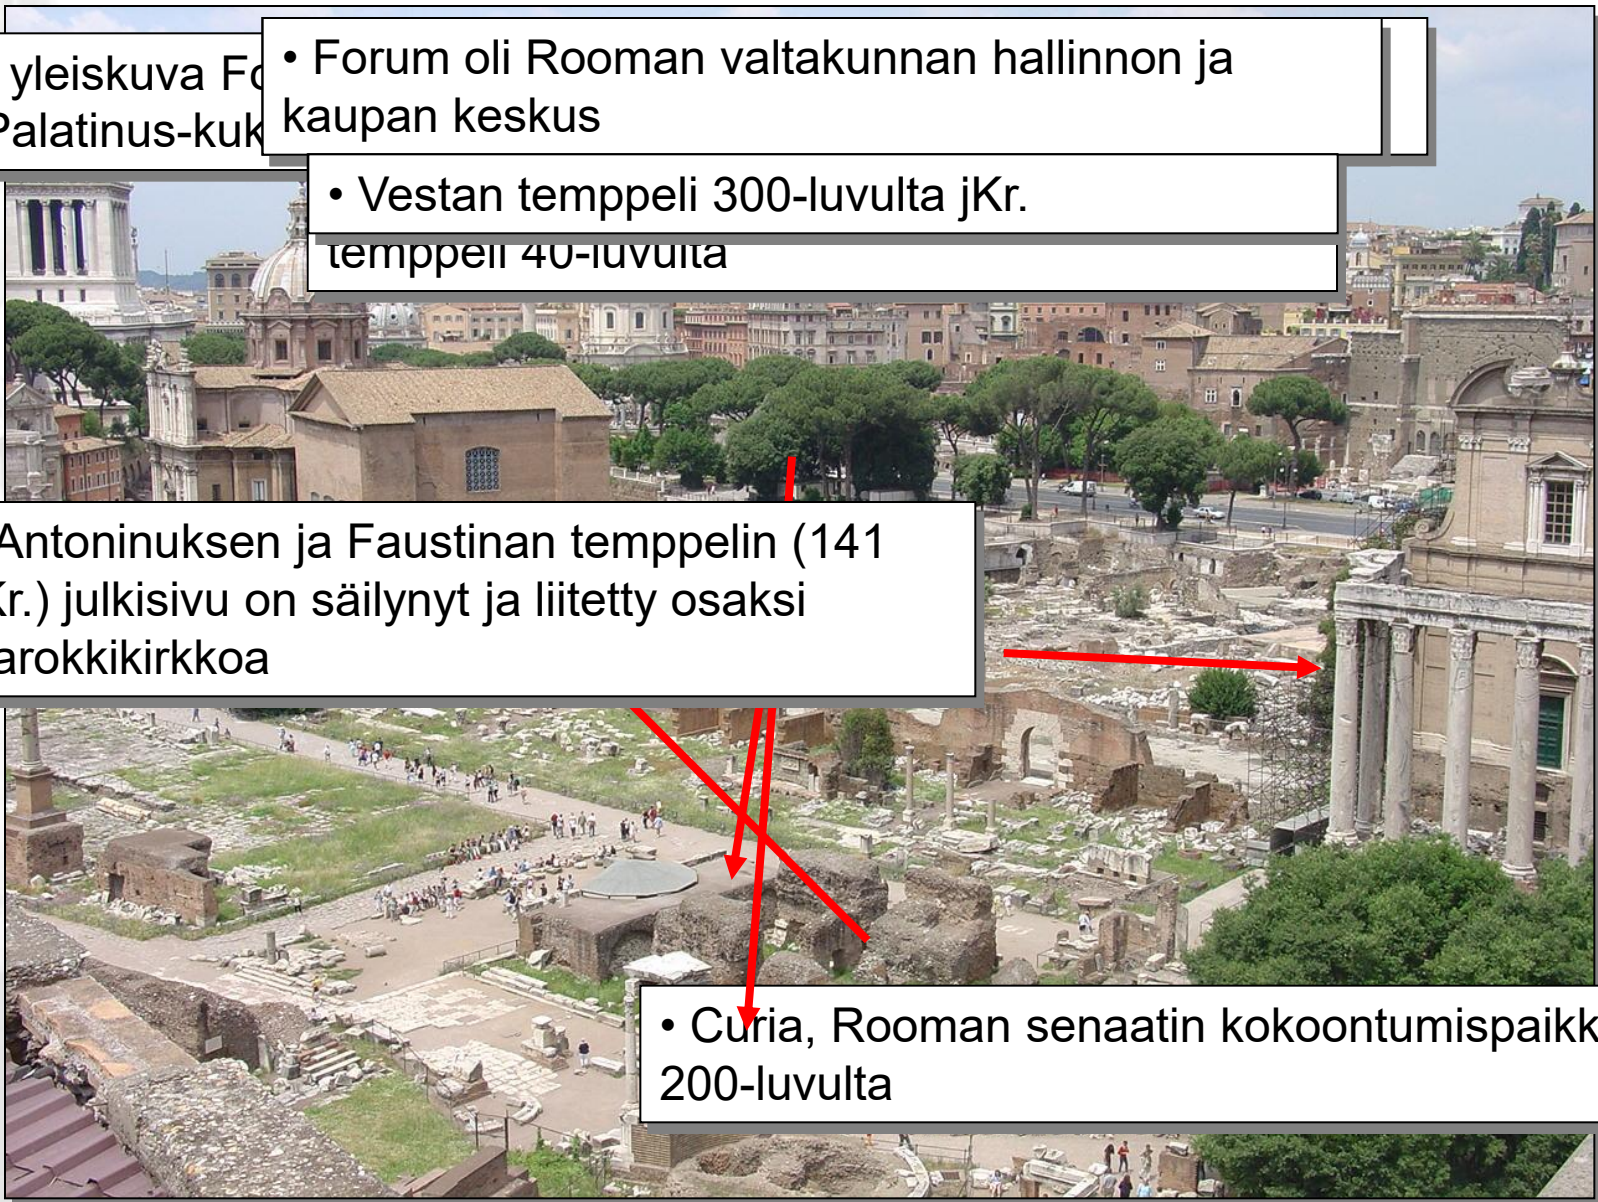 yleiskuva
Palatinus-kuk
• Forum oli Rooman valtakunnan hallinnon ja
kaupan keskus
• Vestan temppeli 300-luvulta jKr.
temppeli 40-luvulta
Antoninuksen ja Faustinan temppelin (141
Kr.) julkisivu on säilynyt ja liitetty osaksi
arokkikirkkoa
• Curia, Rooman senaatin kokoontumispaikk
200-luvulta